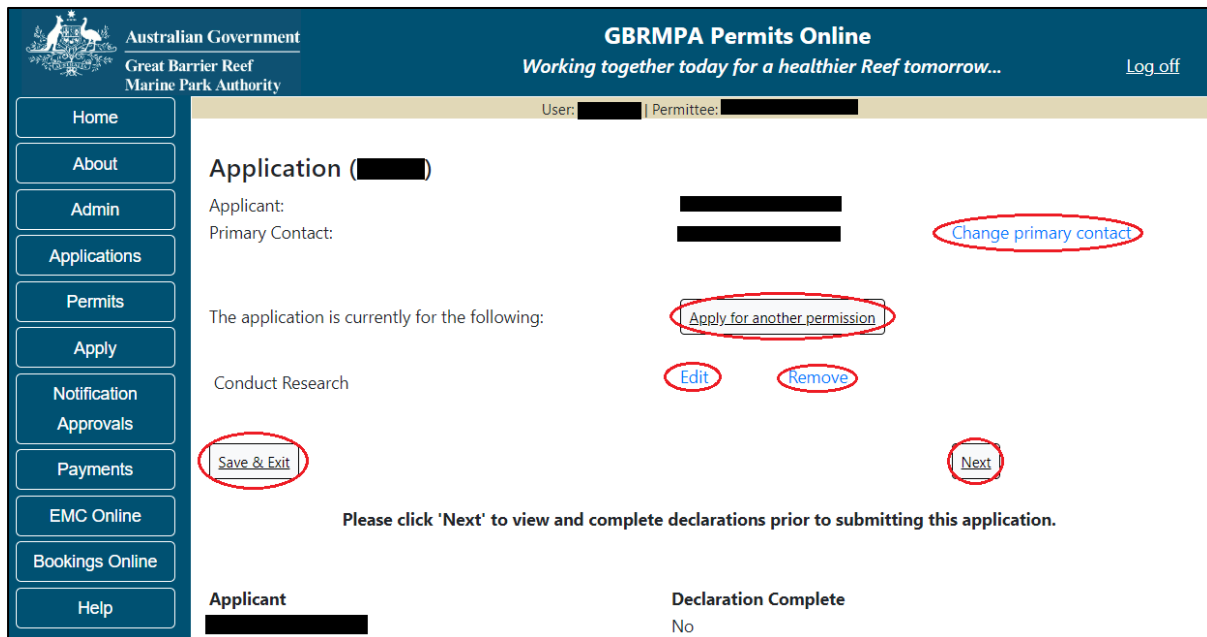 Australian Government
Great Barrier Reef
Marine Park Authority
GBRMPA Permits Online
Working together today for a healthier Reef tomorrow...
Log off
User: | Permittee:
Home
About
Admin
Applications
Permits
Apply
Notification
Approvals
Payments
EMC Online
Bookings Online
Help
Application ( )
Applicant:
Primary Contact:
Change primary contact
The application is currently for the following:
Apply for another permission
Conduct Research
Edit
Remove
Save & Exit
Next
Please click 'Next' to view and complete declarations prior to submitting this application.
Applicant
Declaration Complete
No